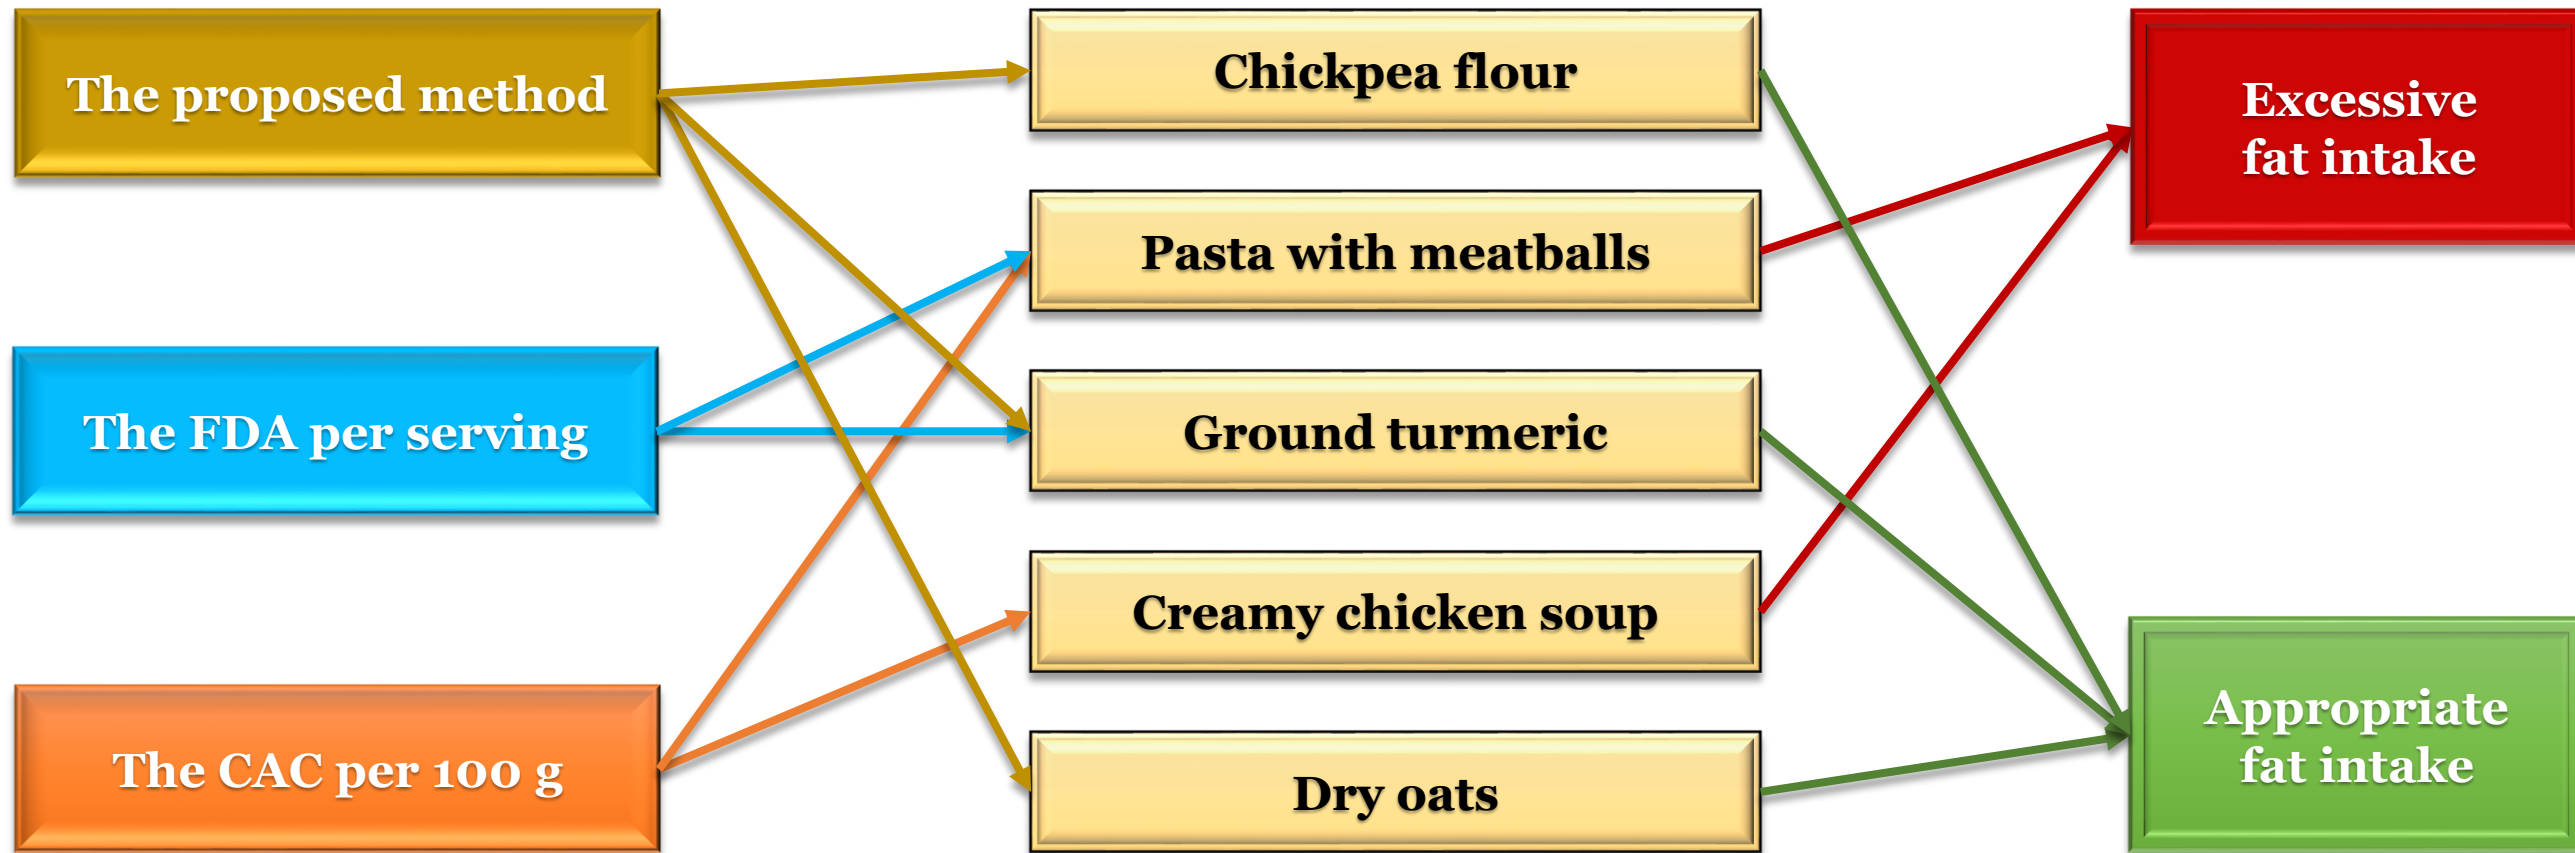 The proposed method
The FDA per serving
The CAC per 100 g
Chickpea flour
Pasta with meatballs
Ground turmeric
Creamy chicken soup
Dry oats
Excessive
fat intake
Appropriate
fat intake